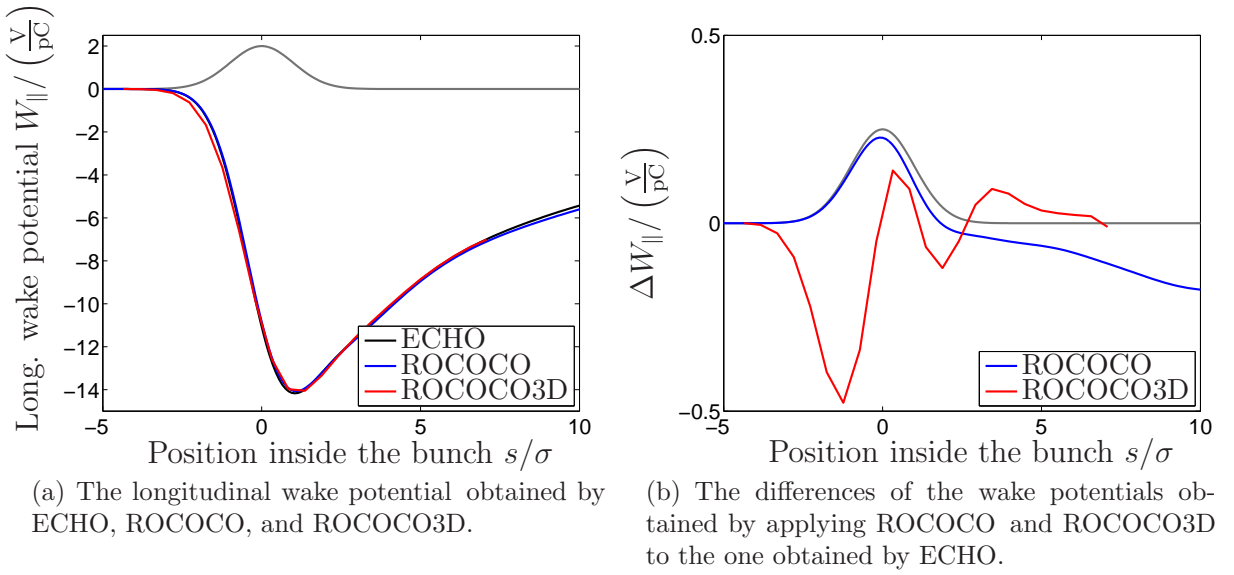 Long. wake potential W∥/ (V/pC)
2
0
−2
−4
−6
−8
−10
−12
−14
−5
0
5
10
ECHO
ROCOCO
ROCOCO3D
Position inside the bunch s/σ
(a) The longitudinal wake potential obtained by
ECHO, ROCOCO, and ROCOCO3D.
ΔW∥/ (V/pC)
0.5
0
−0.5
−5
0
5
10
ROCOCO
ROCOCO3D
Position inside the bunch s/σ
(b) The differences of the wake potentials ob-
tained by applying ROCOCO and ROCOCO3D
to the one obtained by ECHO.